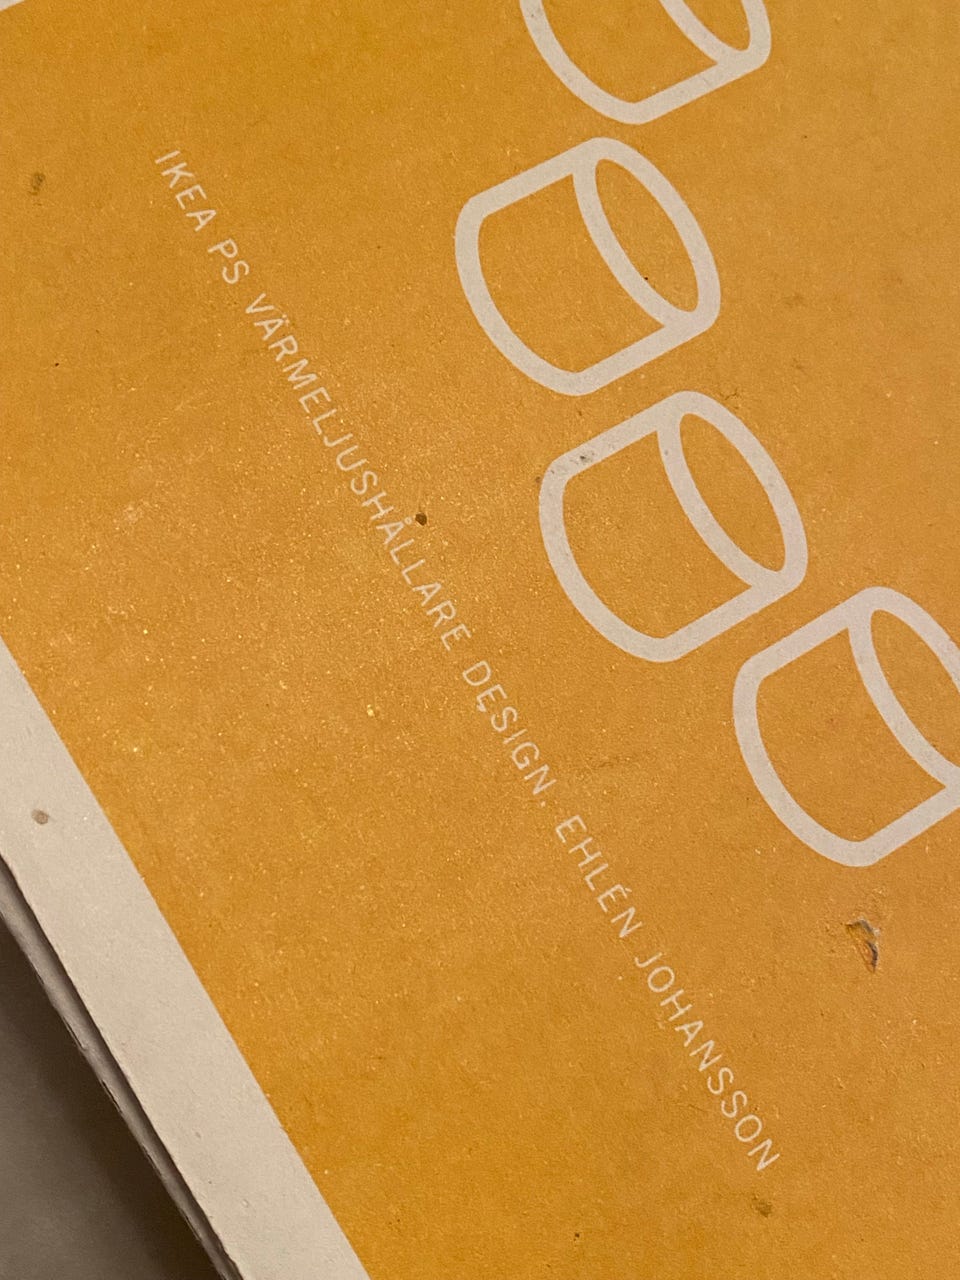 IKEA PS VÄRMELJUSHÅLLARE DESIGN. EHLÉN JOHANSSON